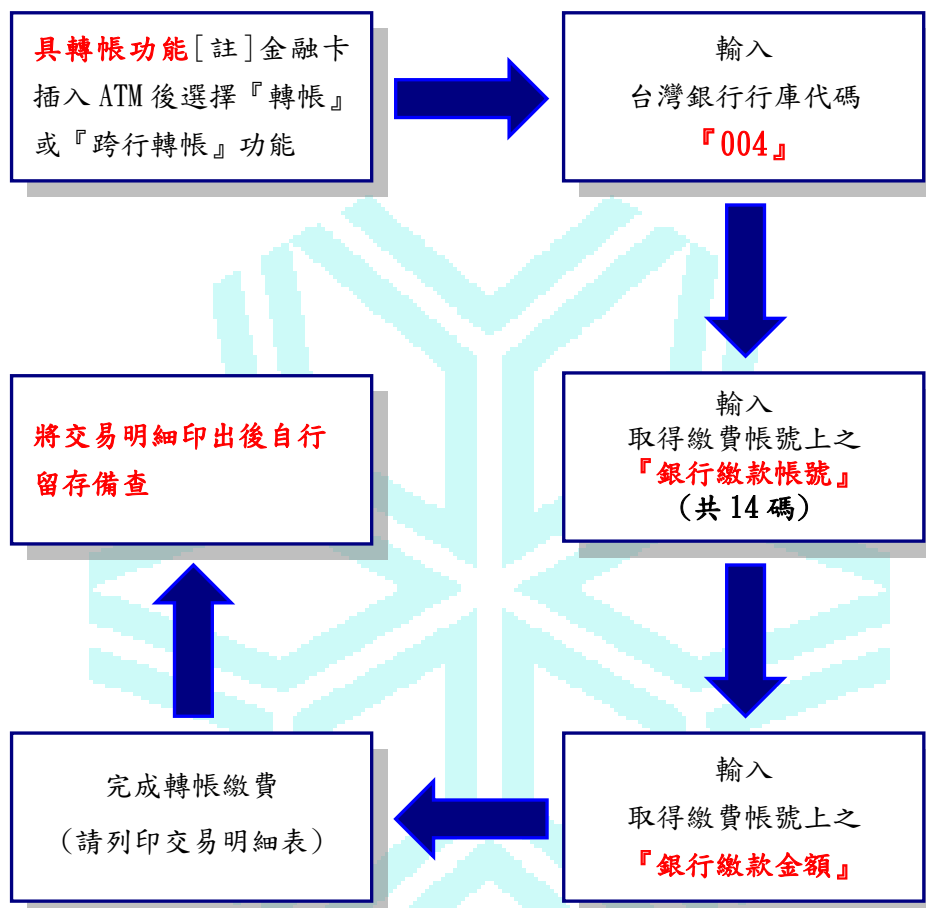 具轉帳功能[註]金融卡
插入 ATM 後選擇『轉帳』
或『跨行轉帳』功能
輸入
台灣銀行行庫代碼
『004』
輸入
取得繳費帳號上之
『銀行繳款帳號』
(共 14 碼)
輸入
取得繳費帳號上之
『銀行繳款金額』
完成轉帳繳費
(請列印交易明細表)
將交易明細印出後自行
留存備查